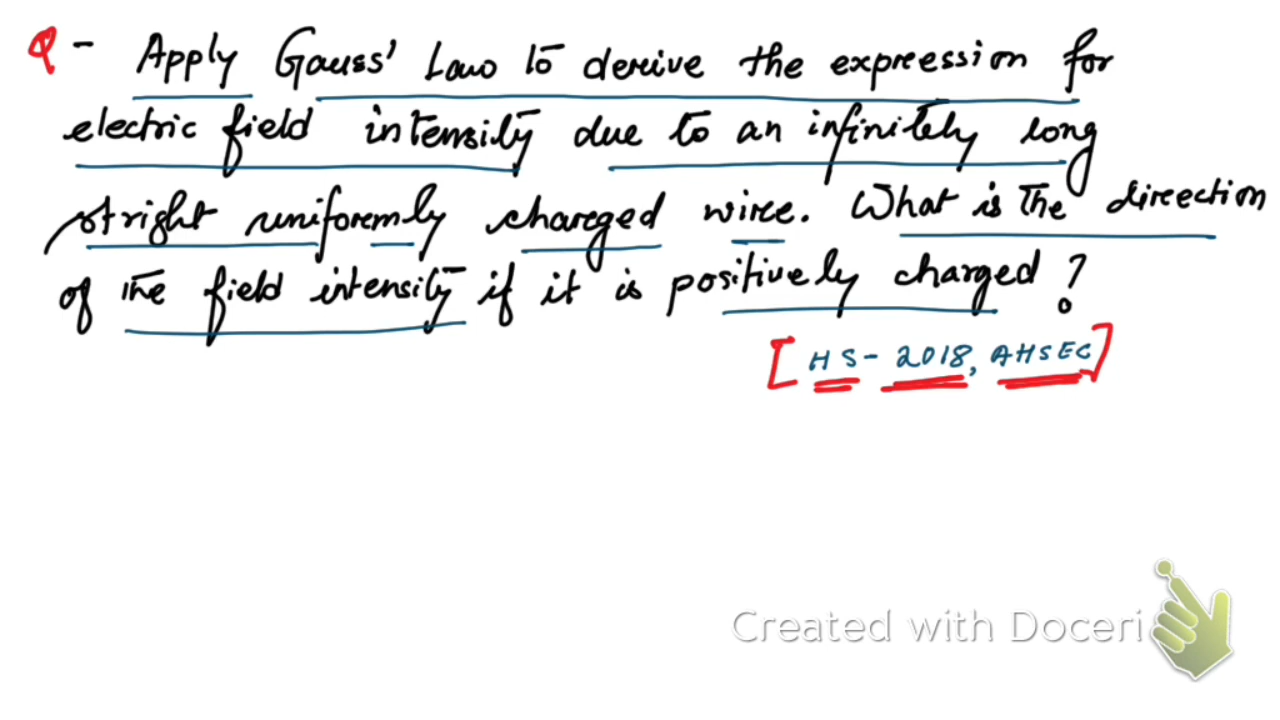 Q - Apply Gauss' Law to derive the expression for
electric field intensity due to an infinitely long
stright uniformly charged wire. What is the direction
of the field intensity if it is positively charged?
[HS-2018, AHSEC]
Created with Doceri